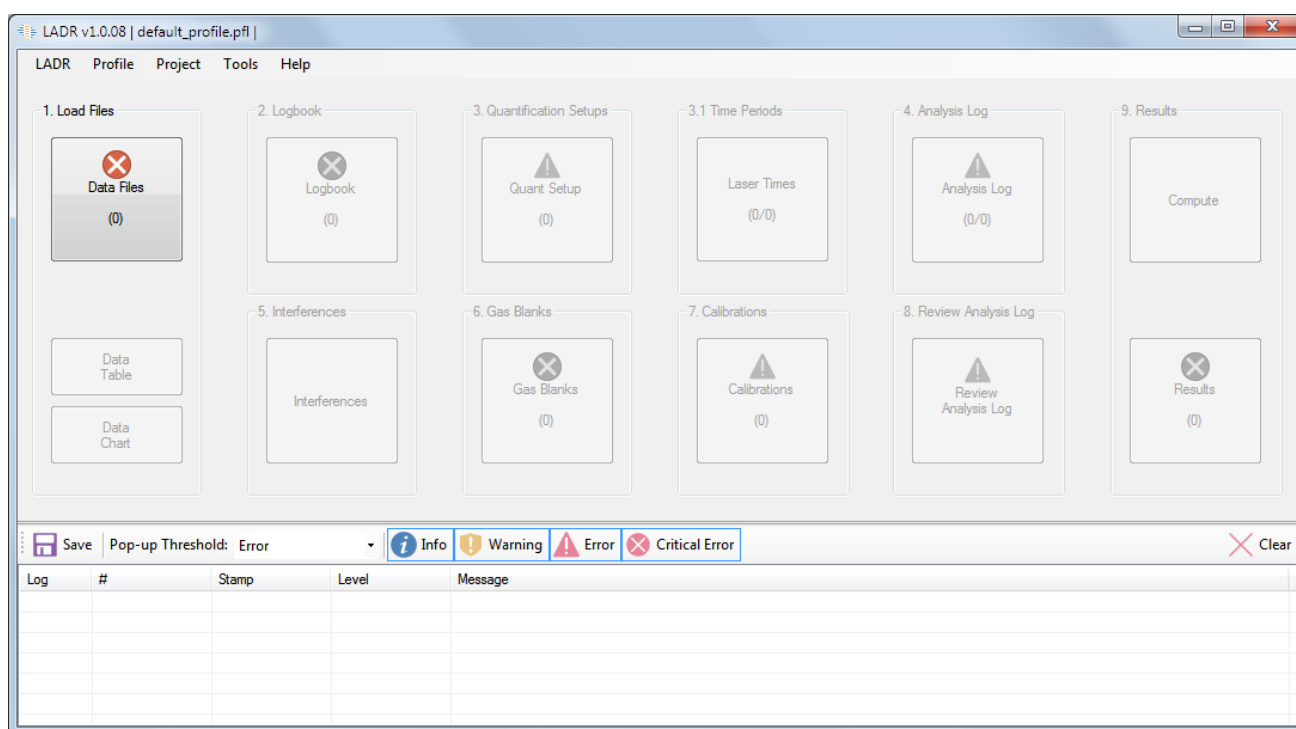 LADR v1.0.08 | default_profile.pfl |
LADR Profile Project Tools Help
1. Load Files
Data Files
(0)
Data
Table
Data
Chart
2. Logbook
Logbook
(0)
3. Quantification Setups
Quant Setup
(0)
3.1 Time Periods
Laser Times
(0/0)
4. Analysis Log
Analysis Log
(0/0)
9. Results
Compute
Results
(0)
5. Interferences
Interferences
6. Gas Blanks
Gas Blanks
(0)
7. Calibrations
Calibrations
(0)
8. Review Analysis Log
Review
Analysis Log
Save Pop-up Threshold: Error Info Warning Error Critical Error Clear
Log # Stamp Level Message